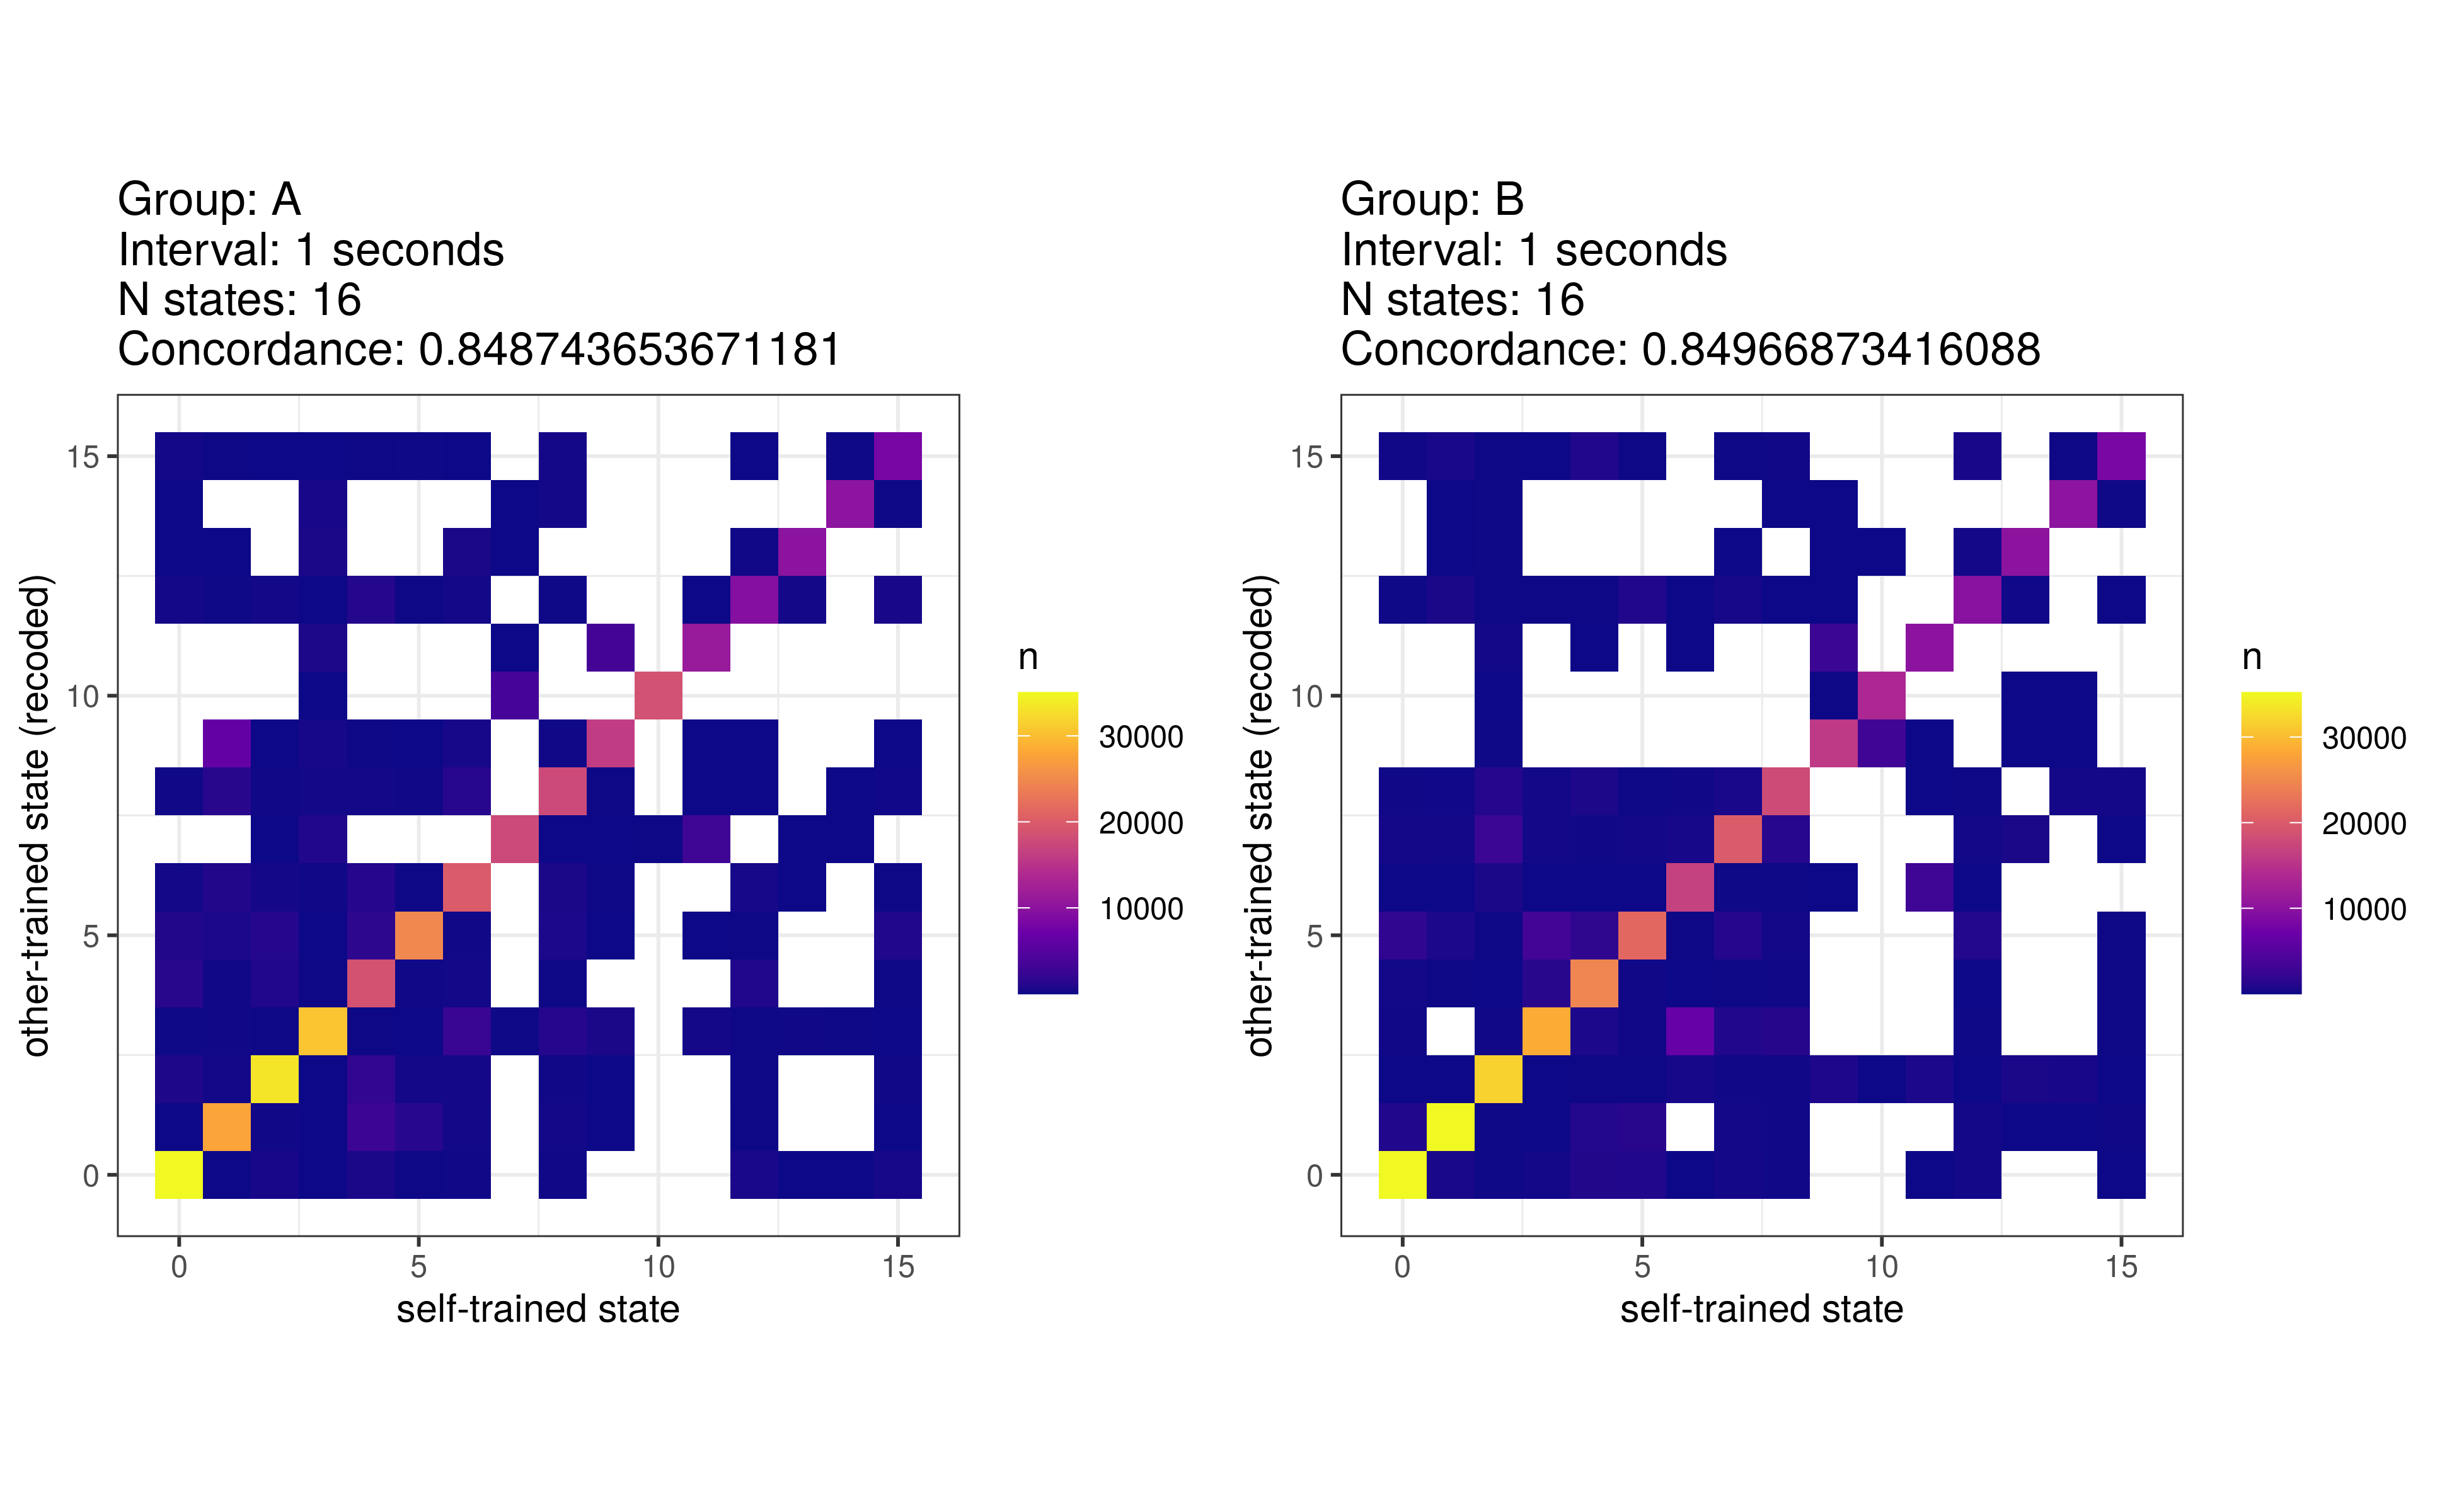 Group: A
Interval: 1 seconds
N states: 16
Concordance: 0.848743653671181
other-trained state (recoded)
15
10
5
0
0 5 10 15
self-trained state
n
30000
20000
10000
Group: B
Interval: 1 seconds
N states: 16
Concordance: 0.84966873416088
other-trained state (recoded)
15
10
5
0
0 5 10 15
self-trained state
n
30000
20000
10000